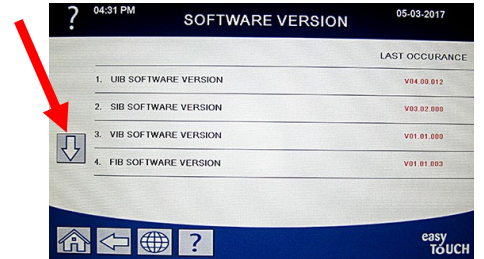 ?
04:31 PM
SOFTWARE VERSION
05-03-2017
LAST OCCURANCE
1. UIB SOFTWARE VERSION V04.00.012
2. SIB SOFTWARE VERSION V03.02.000
3. VIB SOFTWARE VERSION V01.01.000
4. FIB SOFTWARE VERSION V01.01.003
?
easy
TOUCH